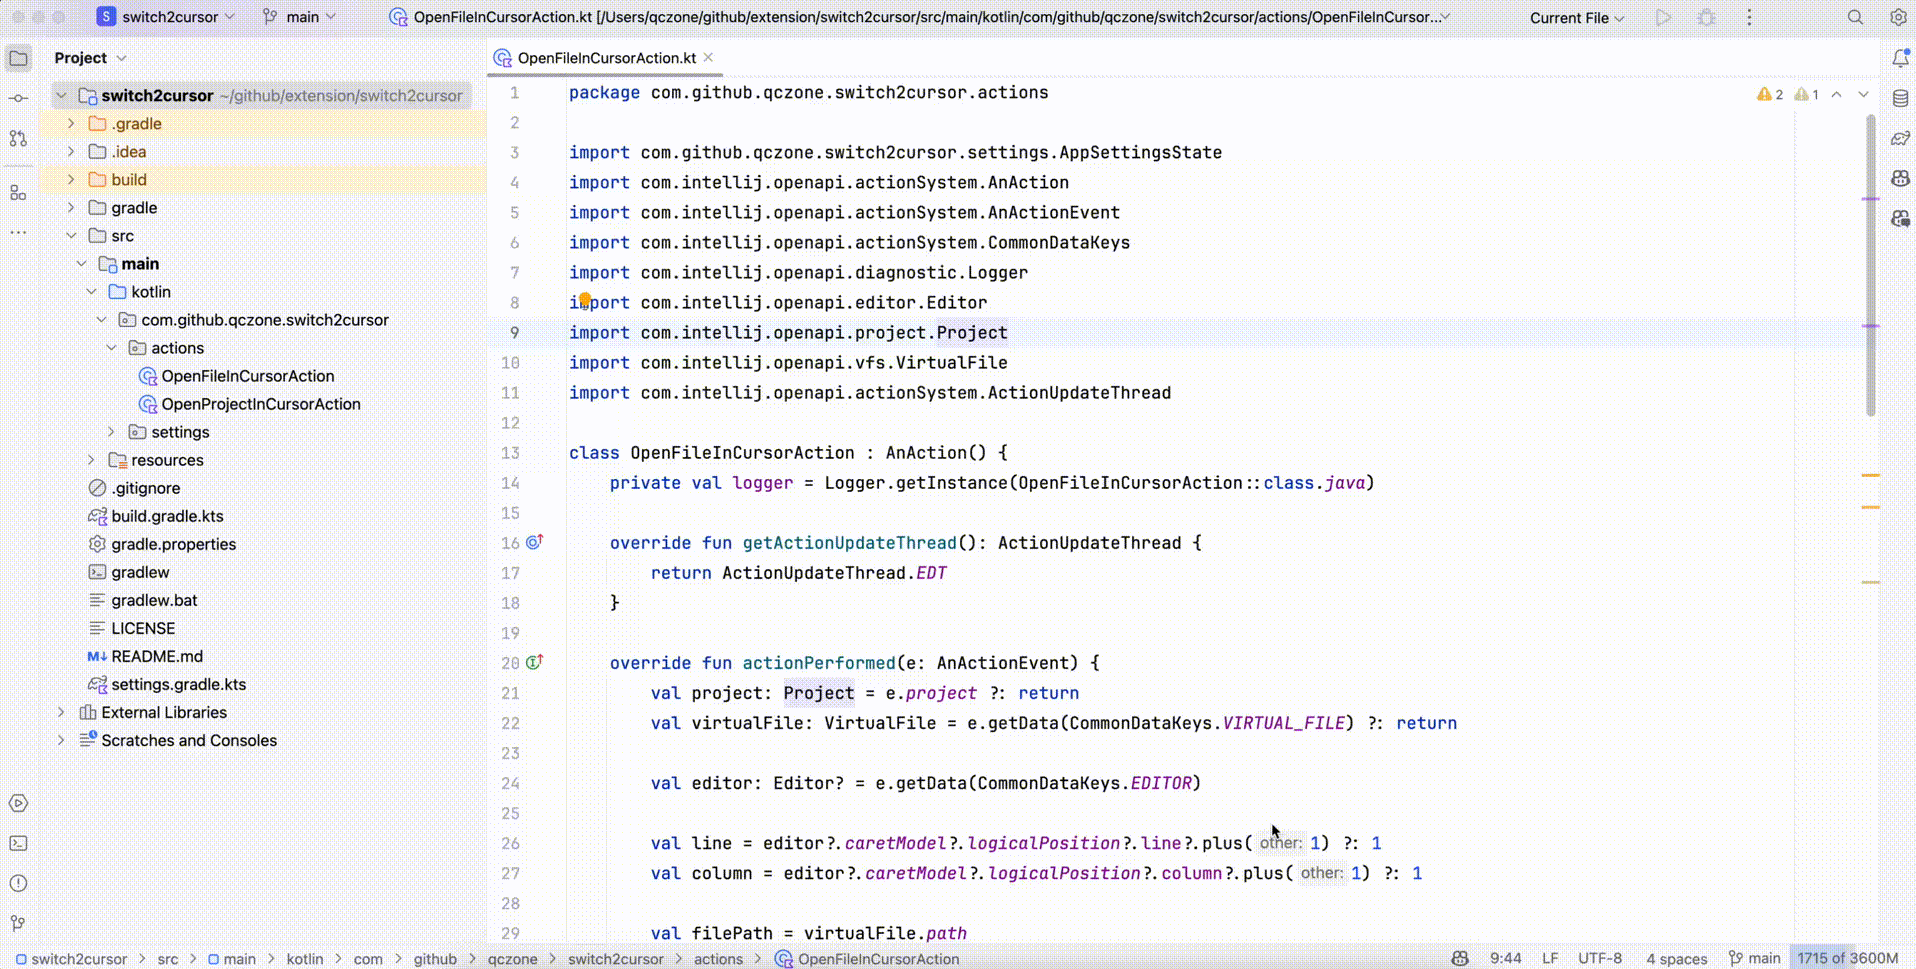 S switch2cursor main OpenFileInCursorAction.kt [/Users/qczone/github/extension/switch2cursor/src/main/kotlin/com/github/qczone/switch2cursor/actions/OpenFileInCursor... Current File
Project
switch2cursor ~/github/extension/switch2cursor
.gradle
.idea
build
gradle
src
main
kotlin
com.github.qczone.switch2cursor
actions
OpenFileInCursorAction
OpenProjectInCursorAction
settings
resources
.gitignore
build.gradle.kts
gradle.properties
gradlew
gradlew.bat
LICENSE
M↓ README.md
settings.gradle.kts
External Libraries
Scratches and Consoles
OpenFileInCursorAction.kt
2 1
1 package com.github.qczone.switch2cursor.actions
2
3 import com.github.qczone.switch2cursor.settings.AppSettingsState
4 import com.intellij.openapi.actionSystem.AnAction
5 import com.intellij.openapi.actionSystem.AnActionEvent
6 import com.intellij.openapi.actionSystem.CommonDataKeys
7 import com.intellij.openapi.diagnostic.Logger
8 import com.intellij.openapi.editor.Editor
9 import com.intellij.openapi.project.Project
10 import com.intellij.openapi.vfs.VirtualFile
11 import com.intellij.openapi.actionSystem.ActionUpdateThread
12
13 class OpenFileInCursorAction : AnAction() {
14 private val logger = Logger.getInstance(OpenFileInCursorAction::class.java)
15
16 override fun getActionUpdateThread(): ActionUpdateThread {
17 return ActionUpdateThread.EDT
18 }
19
20 override fun actionPerformed(e: AnActionEvent) {
21 val project: Project = e.project ?: return
22 val virtualFile: VirtualFile = e.getData(CommonDataKeys.VIRTUAL_FILE) ?: return
23
24 val editor: Editor? = e.getData(CommonDataKeys.EDITOR)
25
26 val line = editor?.caretModel?.logicalPosition?.line?.plus( other: 1) ?: 1
27 val column = editor?.caretModel?.logicalPosition?.column?.plus( other: 1) ?: 1
28
29 val filePath = virtualFile.path
switch2cursor > src > main > kotlin > com > github > qczone > switch2cursor > actions > OpenFileInCursorAction 9:44 LF UTF-8 4 spaces main 1715 of 3600M